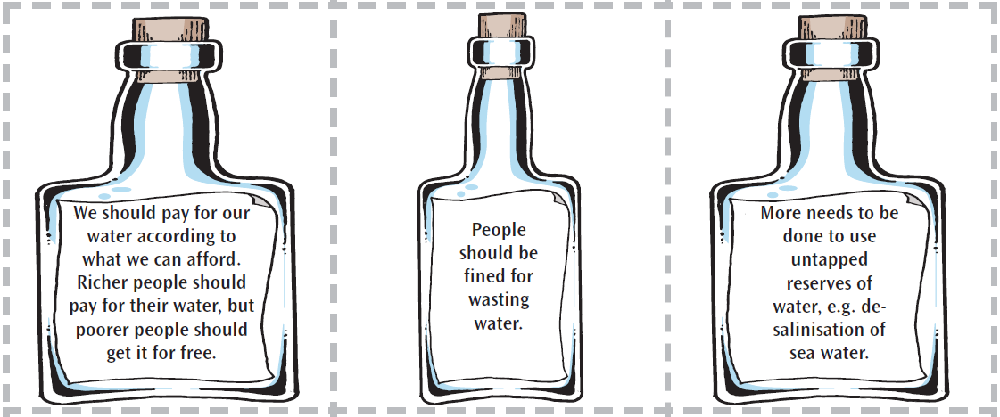 We should pay for our
water according to
what we can afford.
Richer people should
pay for their water, but
poorer people should
get it for free.
People
should be
fined for
wasting
water.
More needs to be
done to use
untapped
reserves of
water, e.g. de-
salinisation of
sea water.